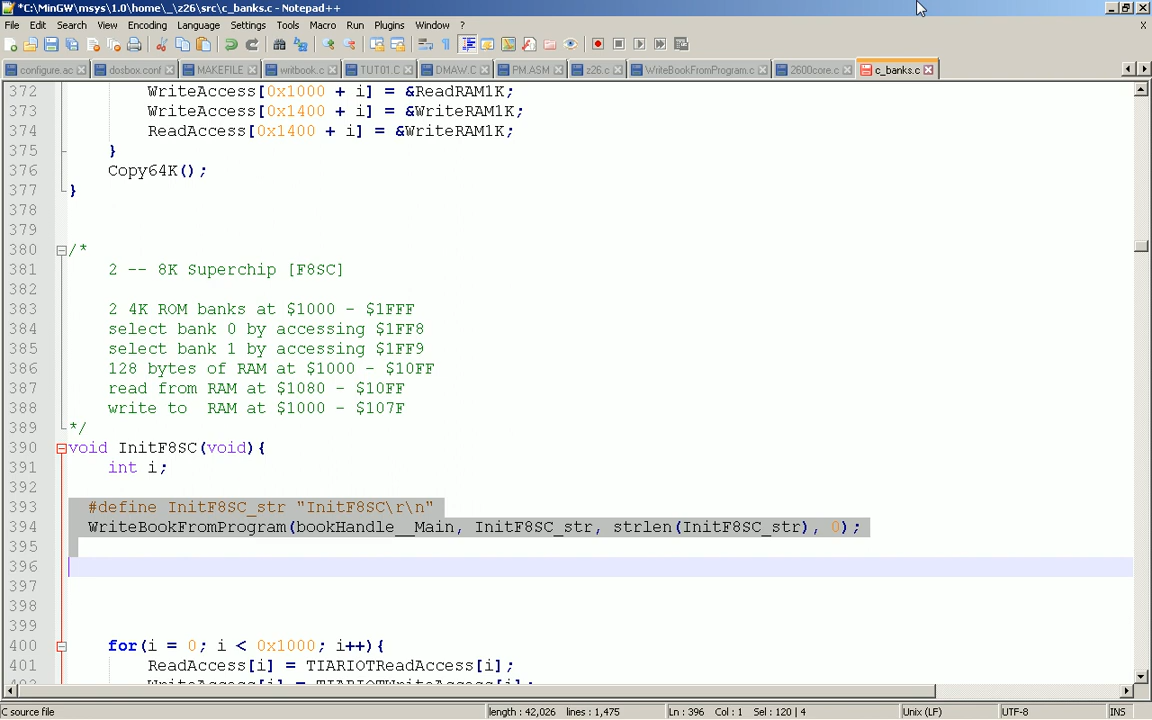 *C:\MinGW\msys\1.0\home\_\z26\src\c_banks.c - Notepad++
File Edit Search View Encoding Language Settings Tools Macro Run Plugins Window ? X
configure.ac dosbox.conf MAKEFILE writbook.c TUT01.C DMAW.C PM.ASM z26.c WriteBookFromProgram.c 2600core.c c_banks.c
372 WriteAccess[0x1000 + i] = &ReadRAM1K;
373 WriteAccess[0x1400 + i] = &WriteRAM1K;
374 ReadAccess[0x1400 + i] = &WriteRAM1K;
375 }
376 Copy64K();
377 }
378
379
380 /*
381 2 -- 8K Superchip [F8SC]
382
383 2 4K ROM banks at $1000 - $1FFF
384 select bank 0 by accessing $1FF8
385 select bank 1 by accessing $1FF9
386 128 bytes of RAM at $1000 - $10FF
387 read from RAM at $1080 - $10FF
388 write to  RAM at $1000 - $107F
389 */
390 void InitF8SC(void){
391 int i;
392
393 #define InitF8SC_str "InitF8SC\r\n"
394 WriteBookFromProgram(bookHandle__Main, InitF8SC_str, strlen(InitF8SC_str), 0);
395
396
397
398
399
400 for(i = 0; i < 0x1000; i++){
401 ReadAccess[i] = TIARIOTReadAccess[i];
402 WriteAccess[i] = TIARIOTWriteAccess[i];
C source file length : 42,026 lines : 1,475 Ln : 396 Col : 1 Sel : 120 | 4 Unix (LF) UTF-8 INS